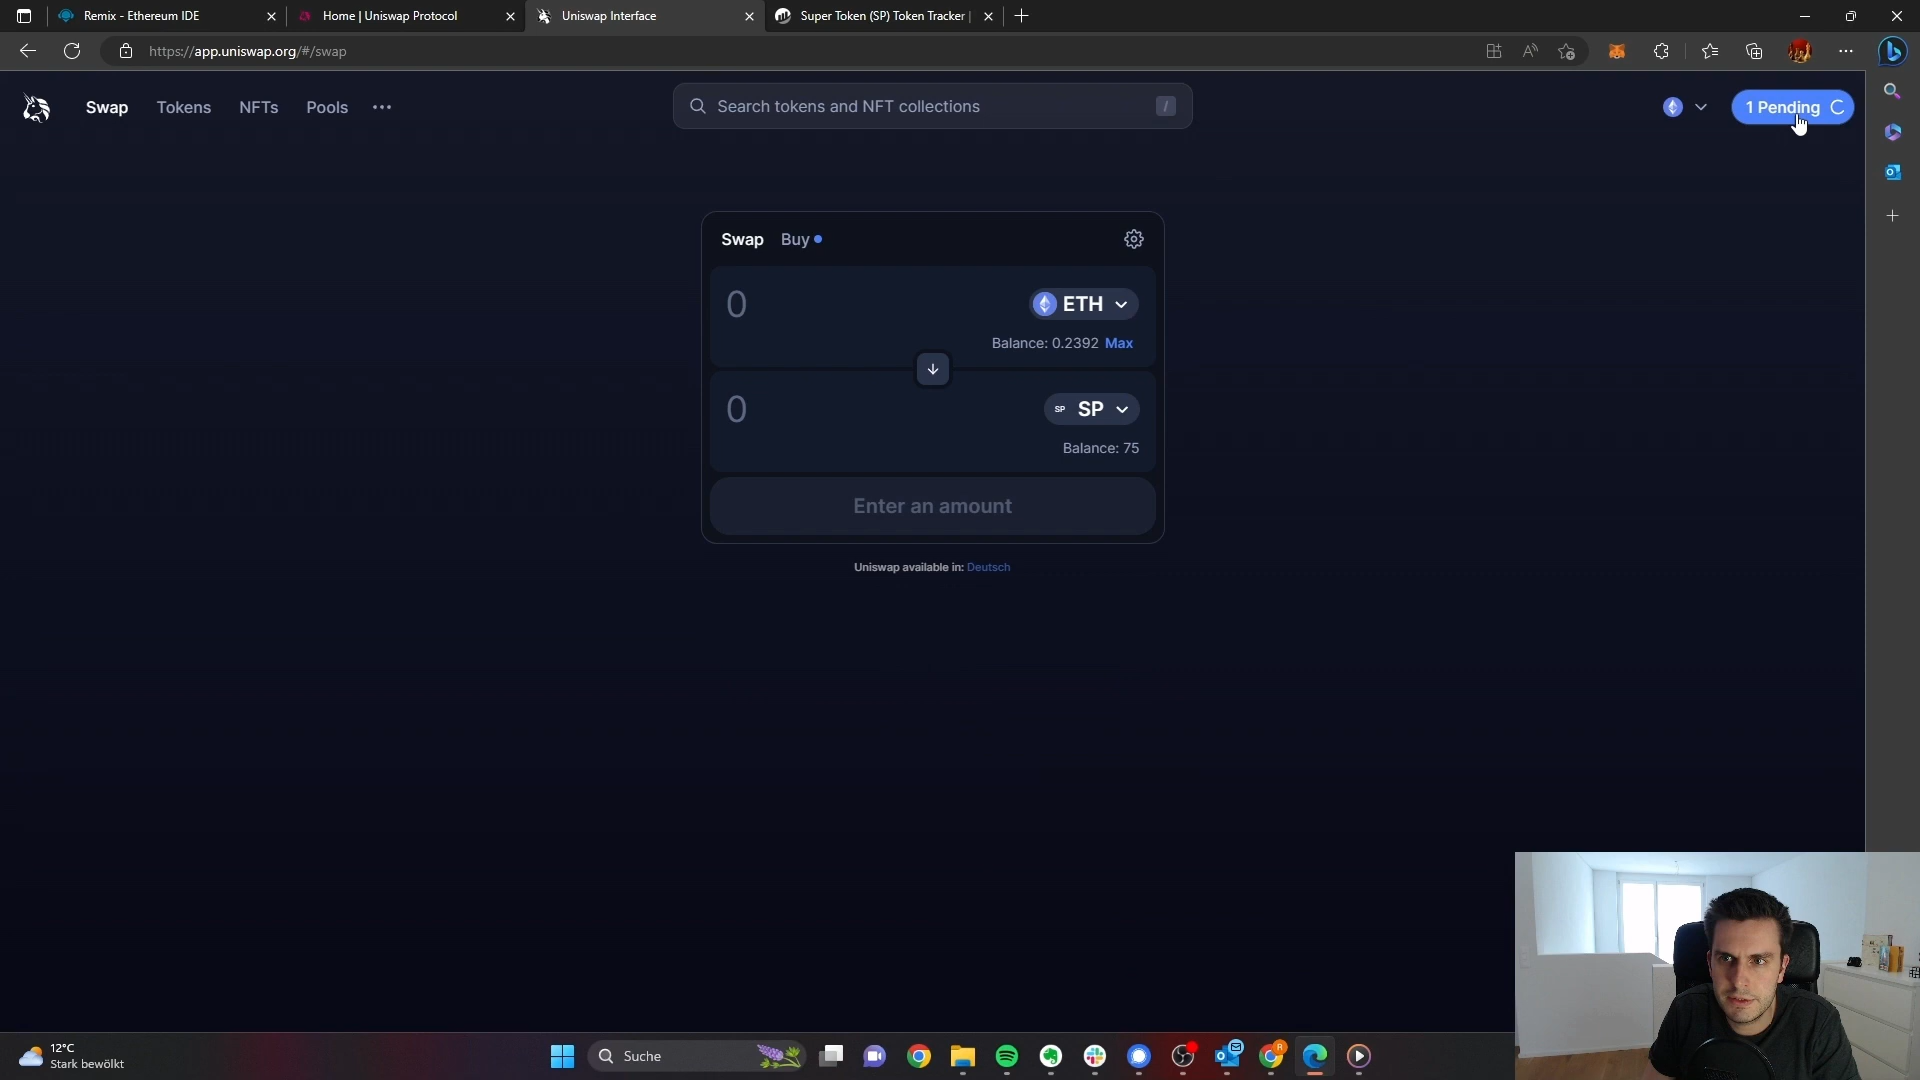 Remix - Ethereum IDE
Home | Uniswap Protocol
Uniswap Interface
Super Token (SP) Token Tracker |
https://app.uniswap.org/#/swap
Swap
Tokens
NFTs
Pools
Search tokens and NFT collections
/
1 Pending
Swap
Buy
0
ETH
Balance: 0.2392 Max
0
SP
SP
Balance: 75
Enter an amount
Uniswap available in: Deutsch
12°C
Stark bewölkt
Suche
R